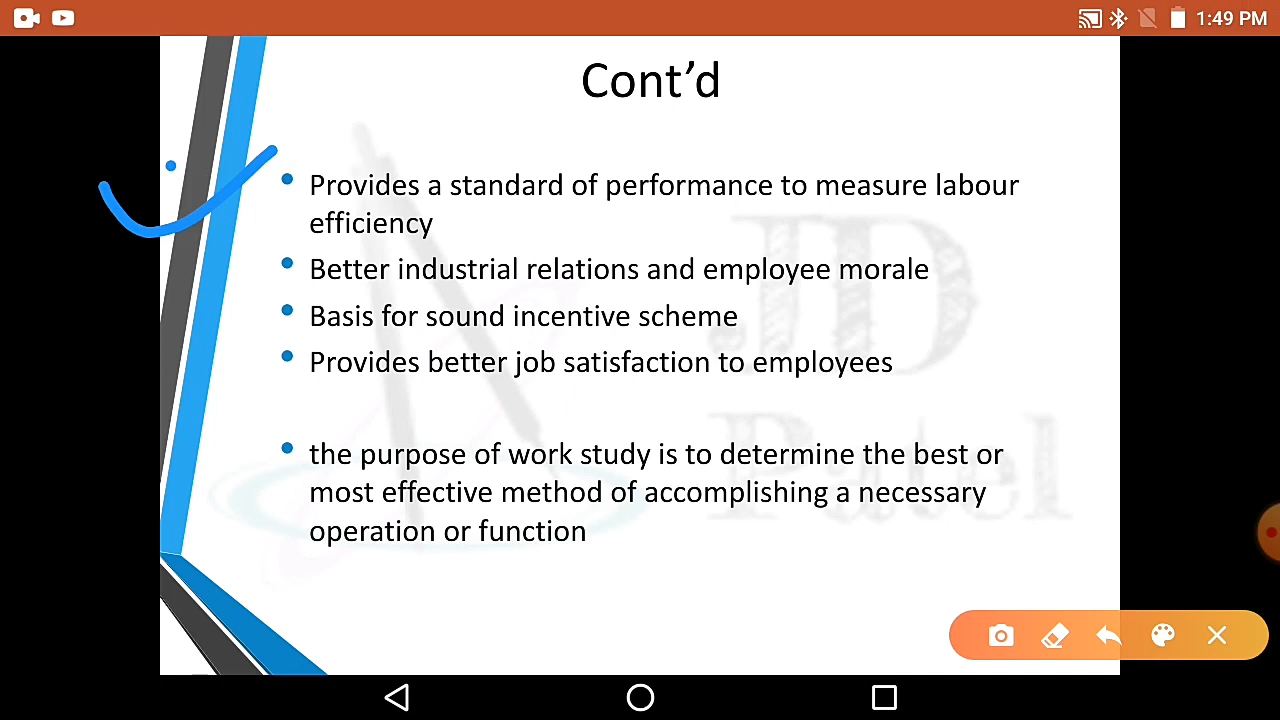 1:49 PM
Cont’d
Provides a standard of performance to measure labour
efficiency
Better industrial relations and employee morale
Basis for sound incentive scheme
Provides better job satisfaction to employees
the purpose of work study is to determine the best or
most effective method of accomplishing a necessary
operation or function
JD
Patel